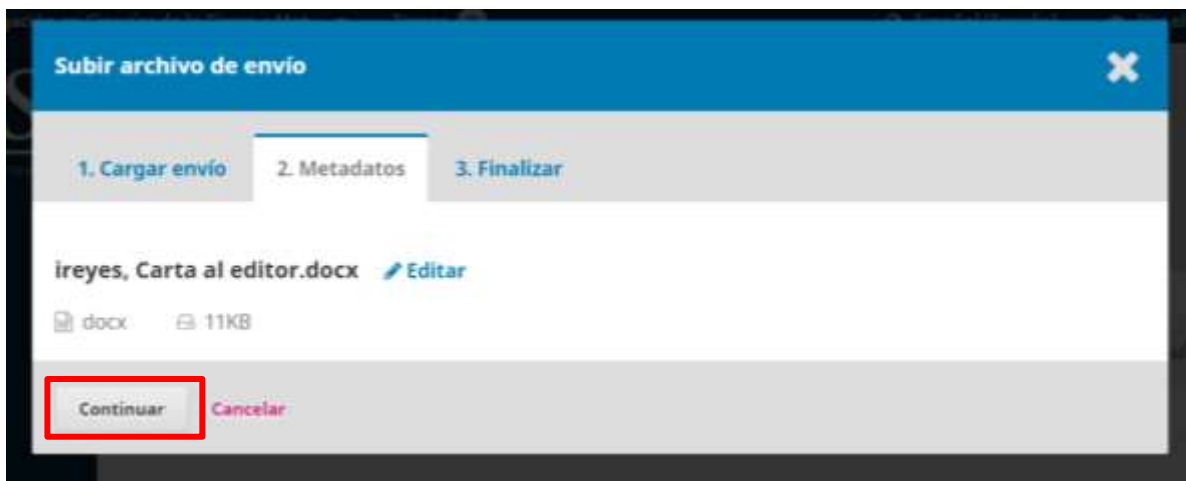 Subir archivo de envío
1. Cargar envío 2. Metadatos 3. Finalizar
ireyes, Carta al editor.docx Editar
docx 11KB
Continuar Cancelar